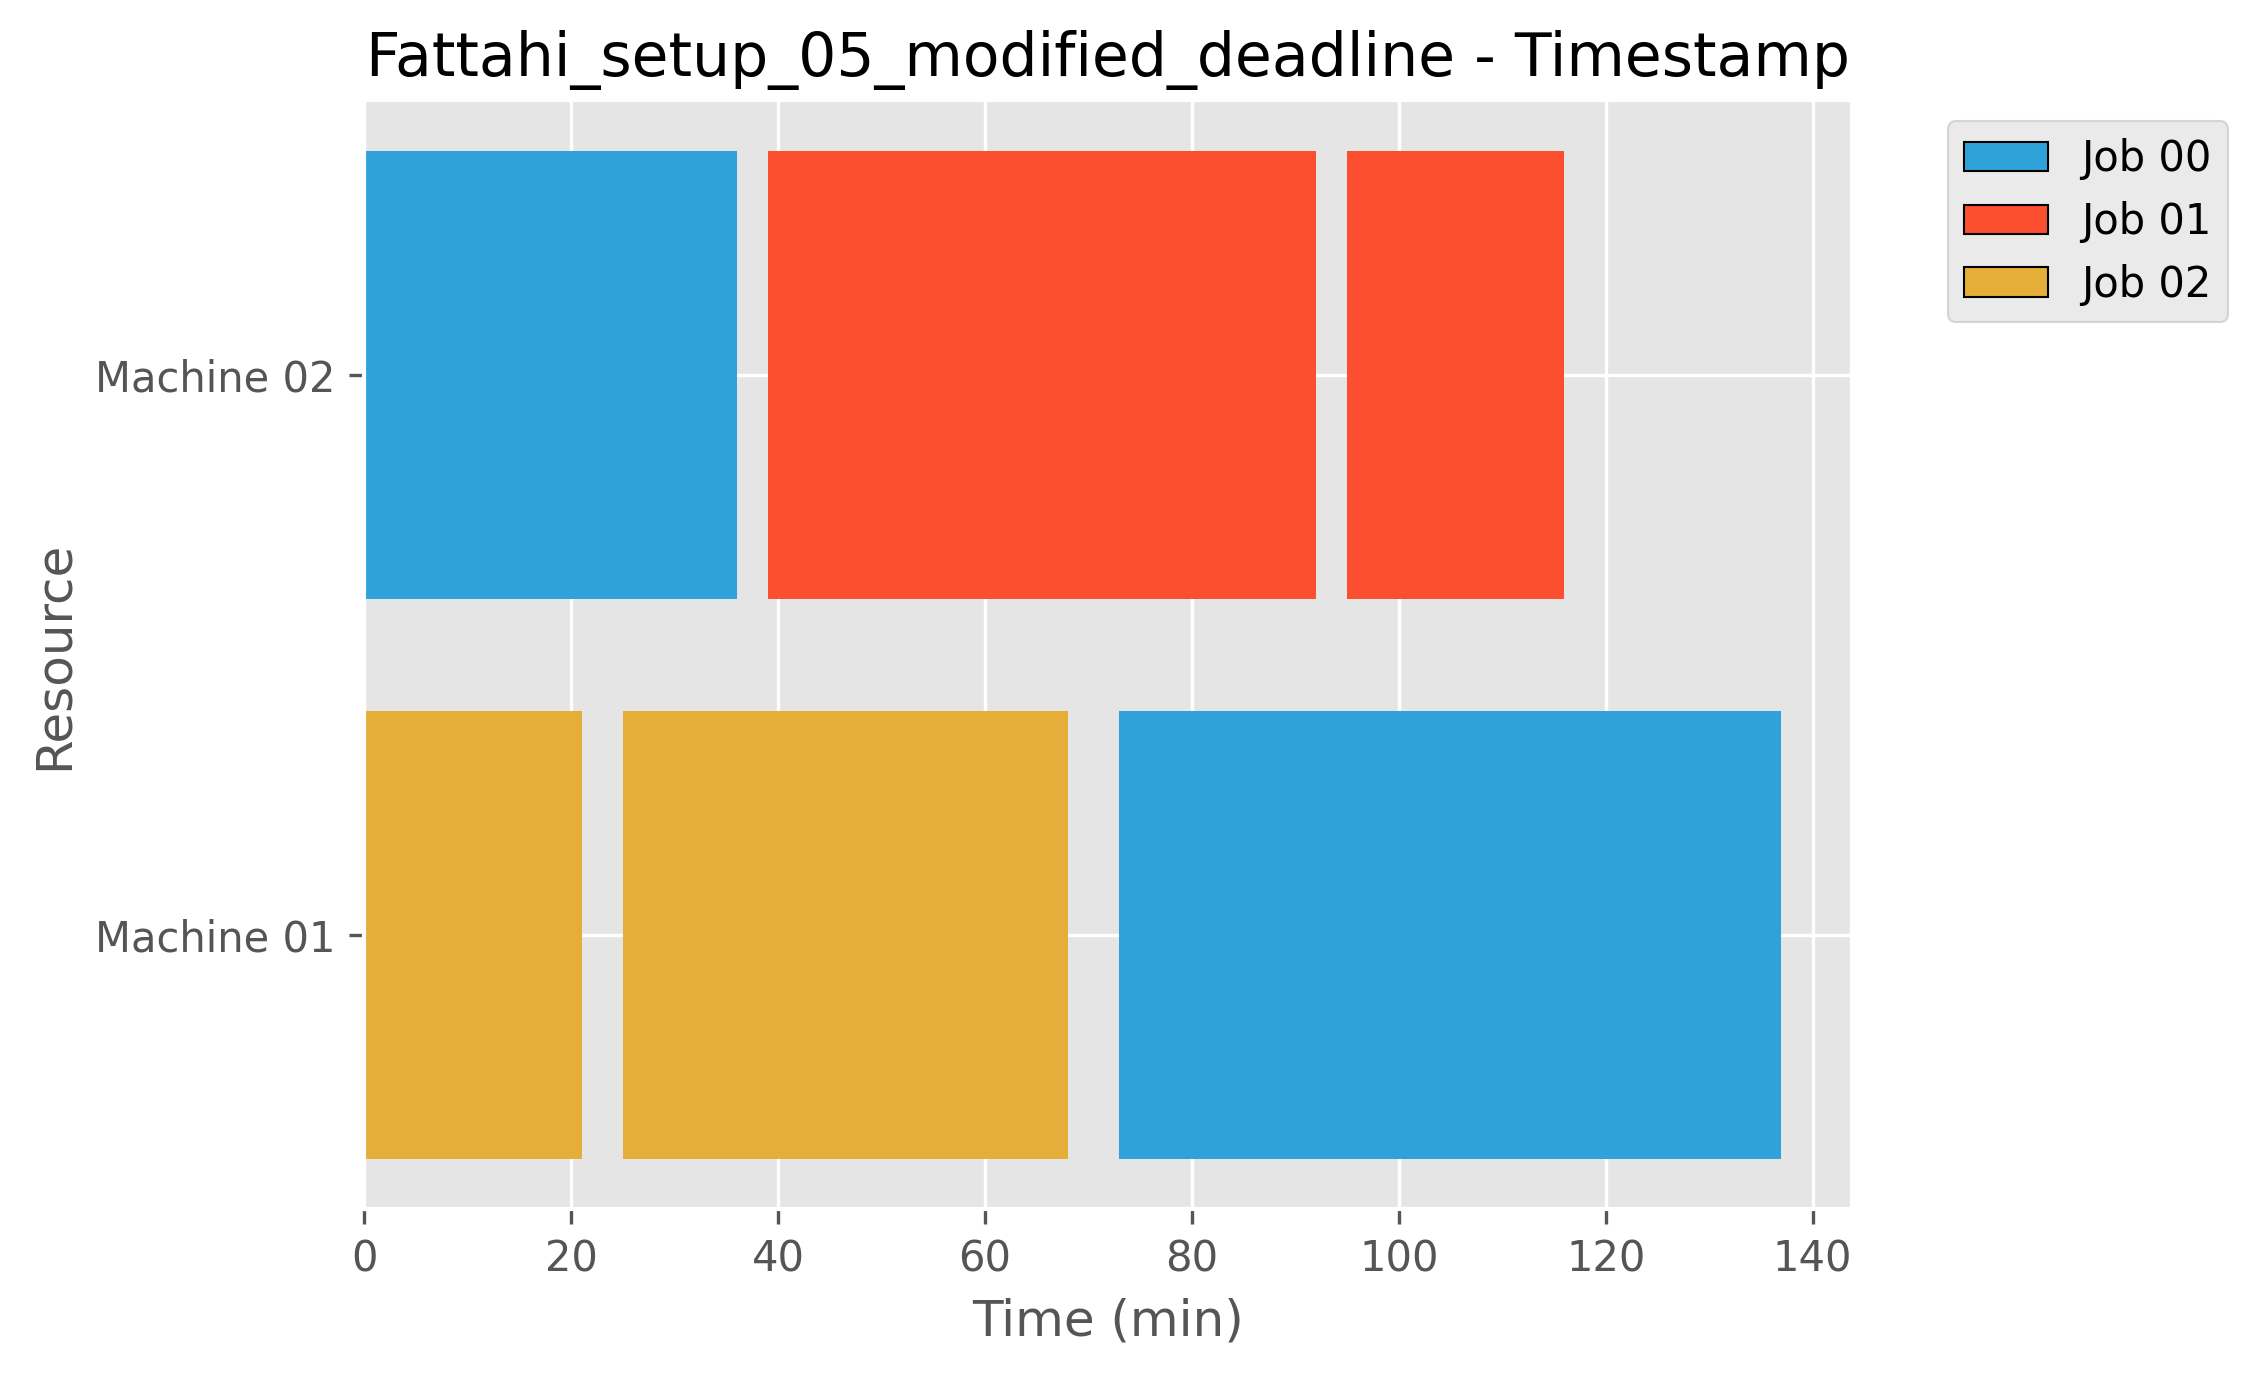 Fattahi_setup_05_modified_deadline - Timestamp
Job 00
Job 01
Job 02
Machine 02
Machine 01
Resource
0 20 40 60 80 100 120 140
Time (min)